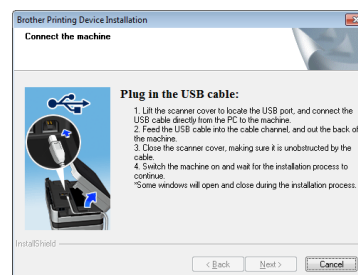 Brother Printing Device Installation
Connect the machine
Plug in the USB cable:
1. Lift the scanner cover to locate the USB port, and connect the
USB cable directly from the PC to the machine.
2. Feed the USB cable into the cable channel, and out the back of
the machine.
3. Close the scanner cover, making sure it is unobstructed by the
cable.
4. Switch the machine on and wait for the installation process to
continue.
*Some windows will open and close during the installation process.
InstallShield
< Back
Next >
Cancel